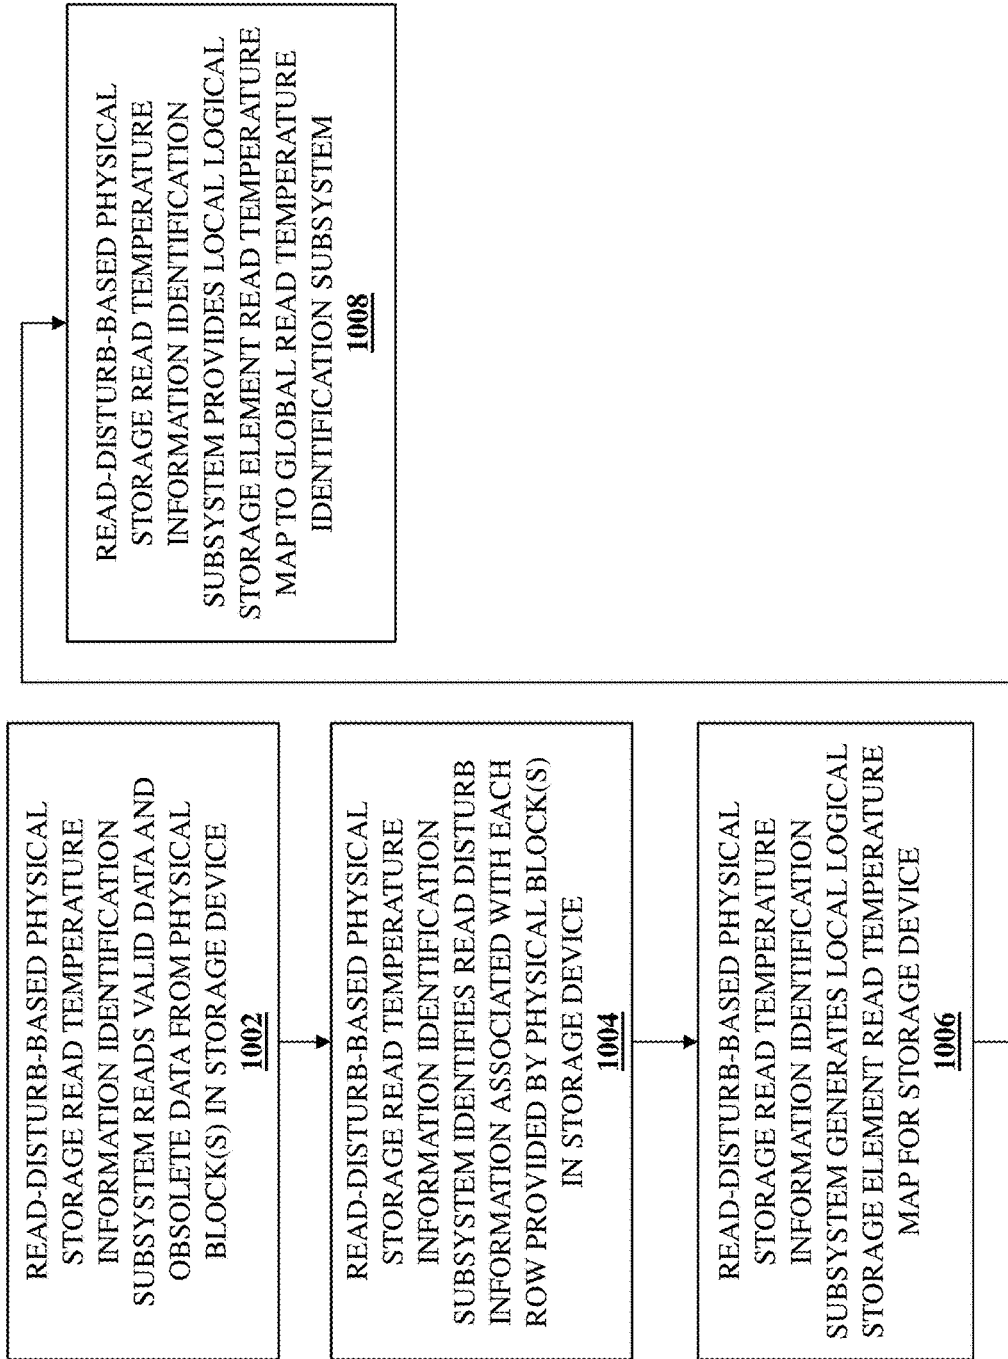 READ-DISTURB-BASED PHYSICAL
STORAGE READ TEMPERATURE
INFORMATION IDENTIFICATION
SUBSYSTEM READS VALID DATA AND
OBSOLETE DATA FROM PHYSICAL
BLOCK(S) IN STORAGE DEVICE
1002
READ-DISTURB-BASED PHYSICAL
STORAGE READ TEMPERATURE
INFORMATION IDENTIFICATION
SUBSYSTEM IDENTIFIES READ DISTURB
INFORMATION ASSOCIATED WITH EACH
ROW PROVIDED BY PHYSICAL BLOCK(S)
IN STORAGE DEVICE
1004
READ-DISTURB-BASED PHYSICAL
STORAGE READ TEMPERATURE
INFORMATION IDENTIFICATION
SUBSYSTEM GENERATES LOCAL LOGICAL
STORAGE ELEMENT READ TEMPERATURE
MAP FOR STORAGE DEVICE
1006
READ-DISTURB-BASED PHYSICAL
STORAGE READ TEMPERATURE
INFORMATION IDENTIFICATION
SUBSYSTEM PROVIDES LOCAL LOGICAL
STORAGE ELEMENT READ TEMPERATURE
MAP TO GLOBAL READ TEMPERATURE
IDENTIFICATION SUBSYSTEM
1008